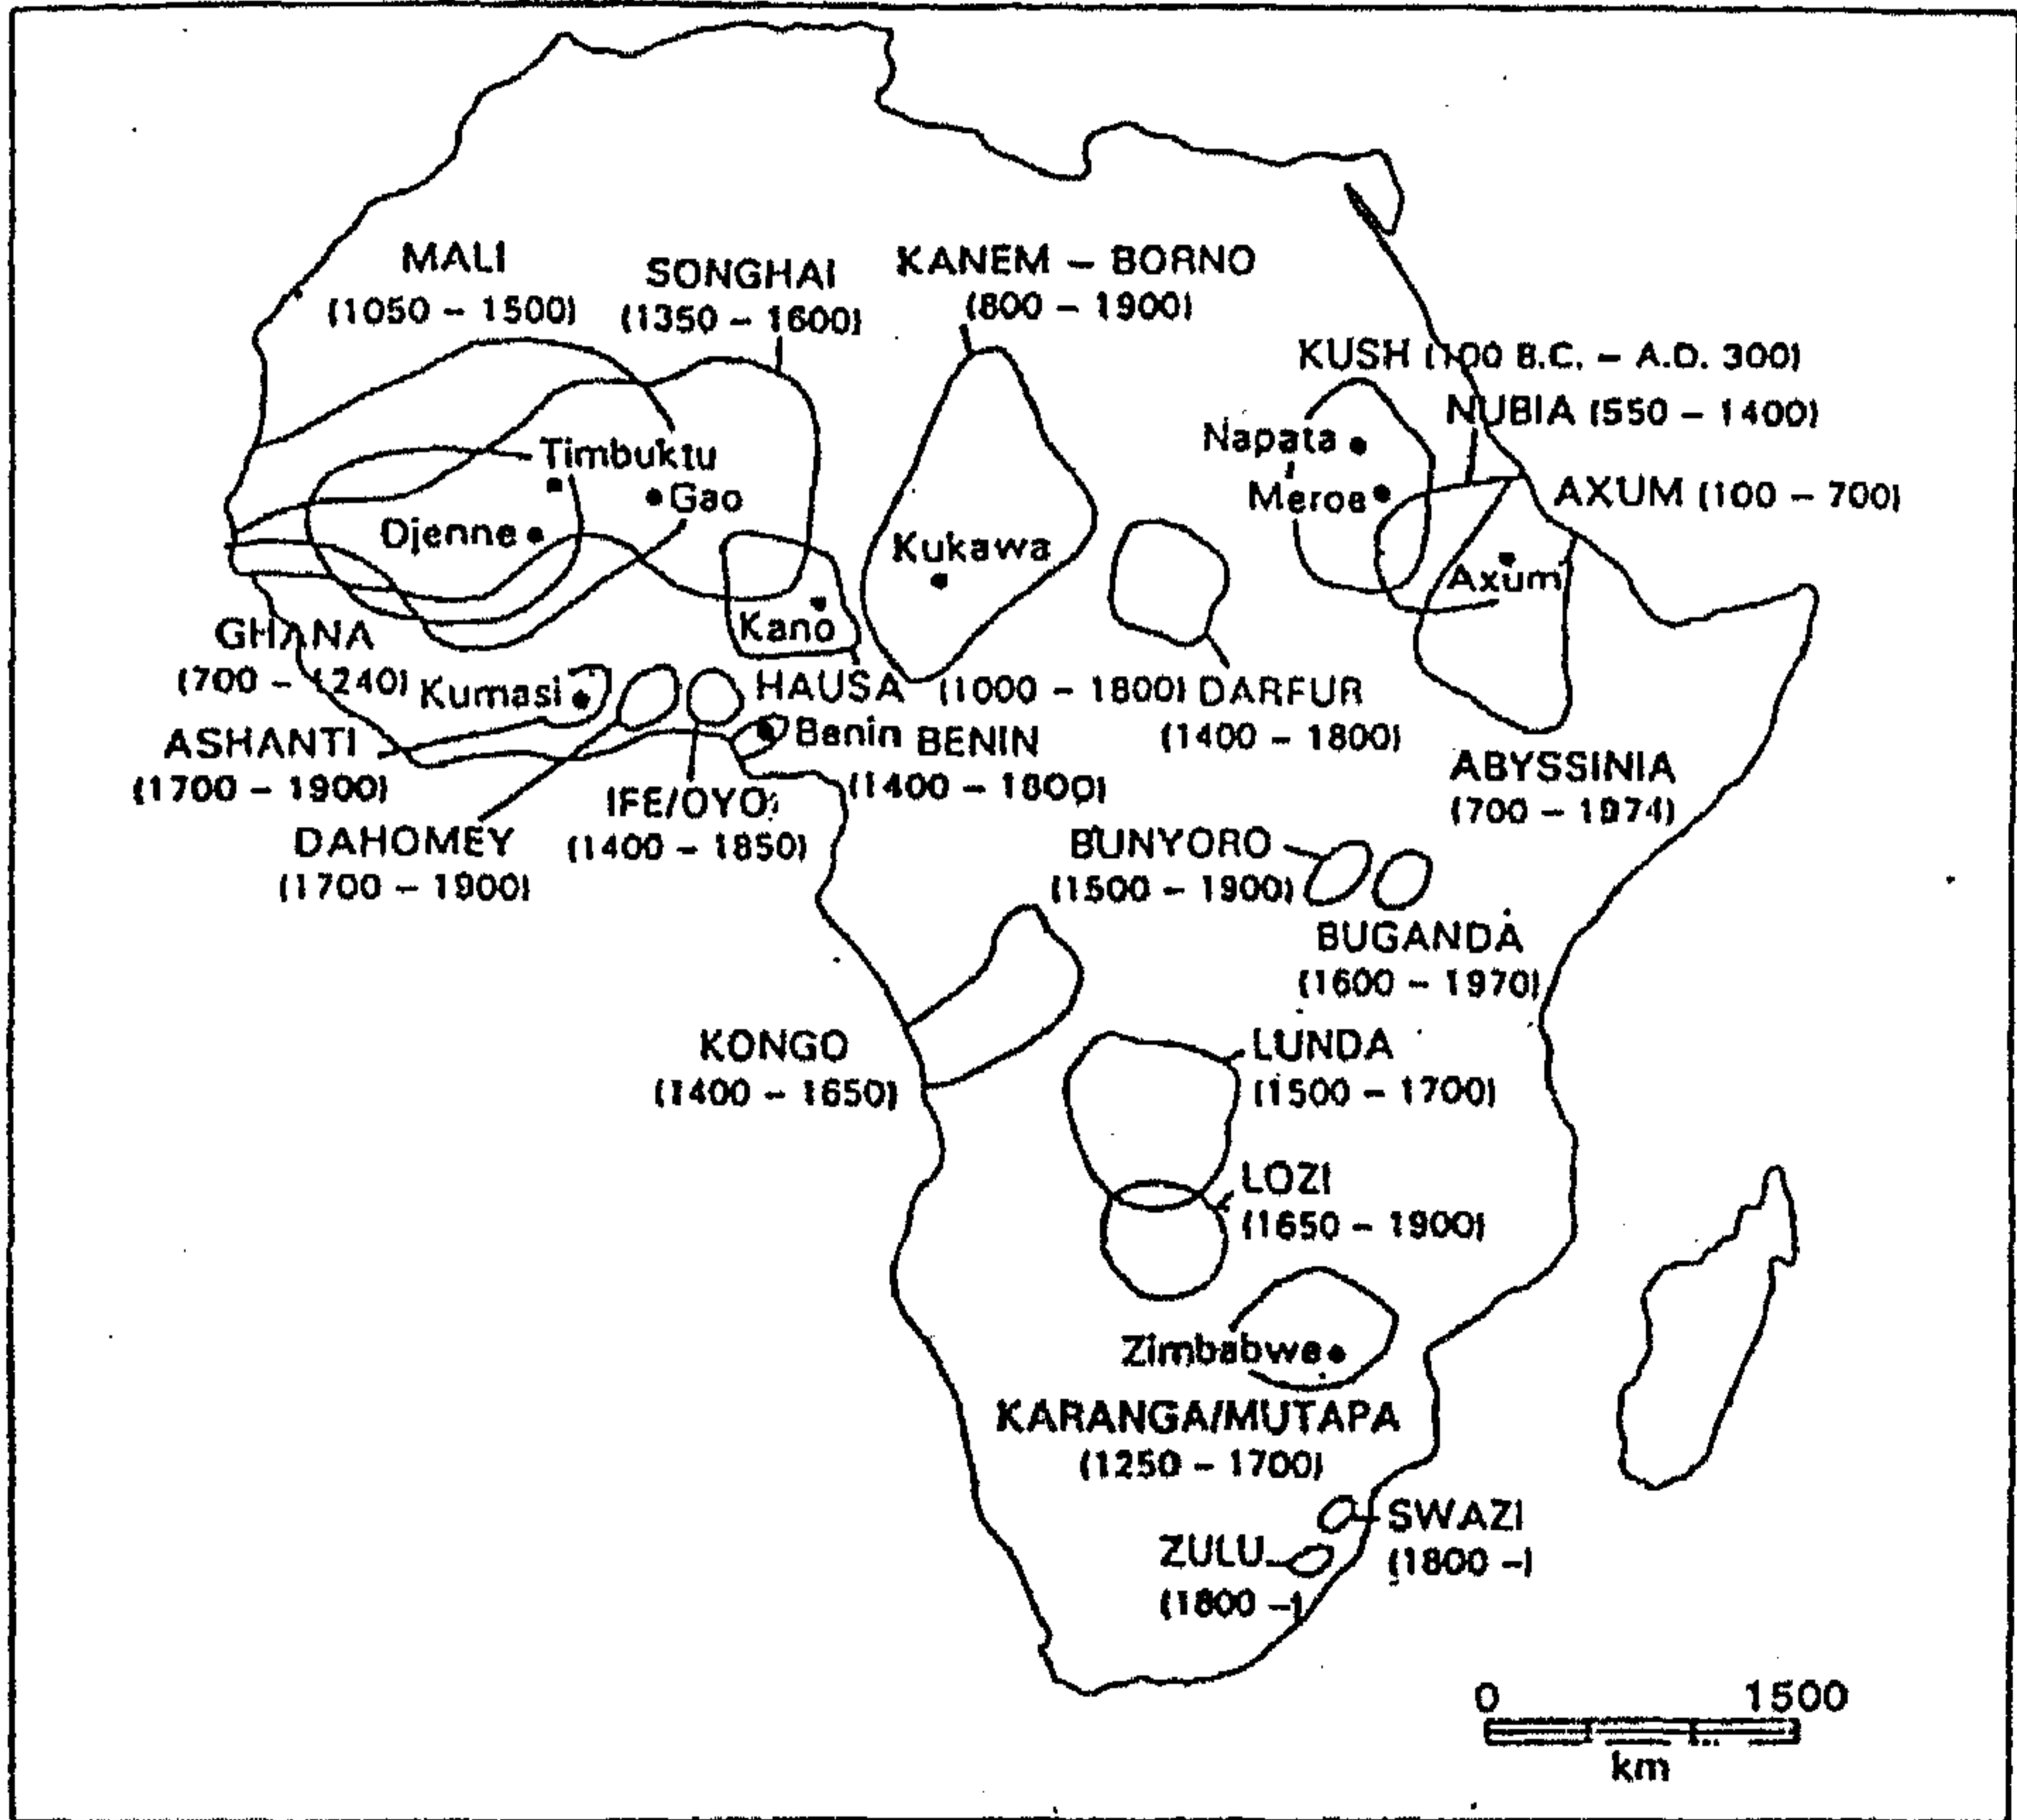 MALI
(1050 – 1500)
SONGHAI
(1350 – 1600)
KANEM – BORNO
(800 – 1900)
KUSH (700 B.C. – A.D. 300)
NUBIA (550 – 1400)
Napata
Timbuktu
Meroe
AXUM (100 – 700)
Gao
Djenne
Kukawa
Axum
Kano
GHANA
(700 – 1240)
Kumasi
HAUSA (1000 – 1800)
DARFUR
(1400 – 1800)
ASHANTI
(1700 – 1900)
Benin
BENIN
(1400 – 1800)
ABYSSINIA
(700 – 1974)
IFE/OYO
(1400 – 1850)
DAHOMEY
(1700 – 1900)
BUNYORO
(1500 – 1900)
BUGANDA
(1600 – 1970)
KONGO
(1400 – 1650)
LUNDA
(1500 – 1700)
LOZI
(1650 – 1900)
Zimbabwe
KARANGA/MUTAPA
(1250 – 1700)
SWAZI
(1800 –)
ZULU
(1800 –)
0 1500
km